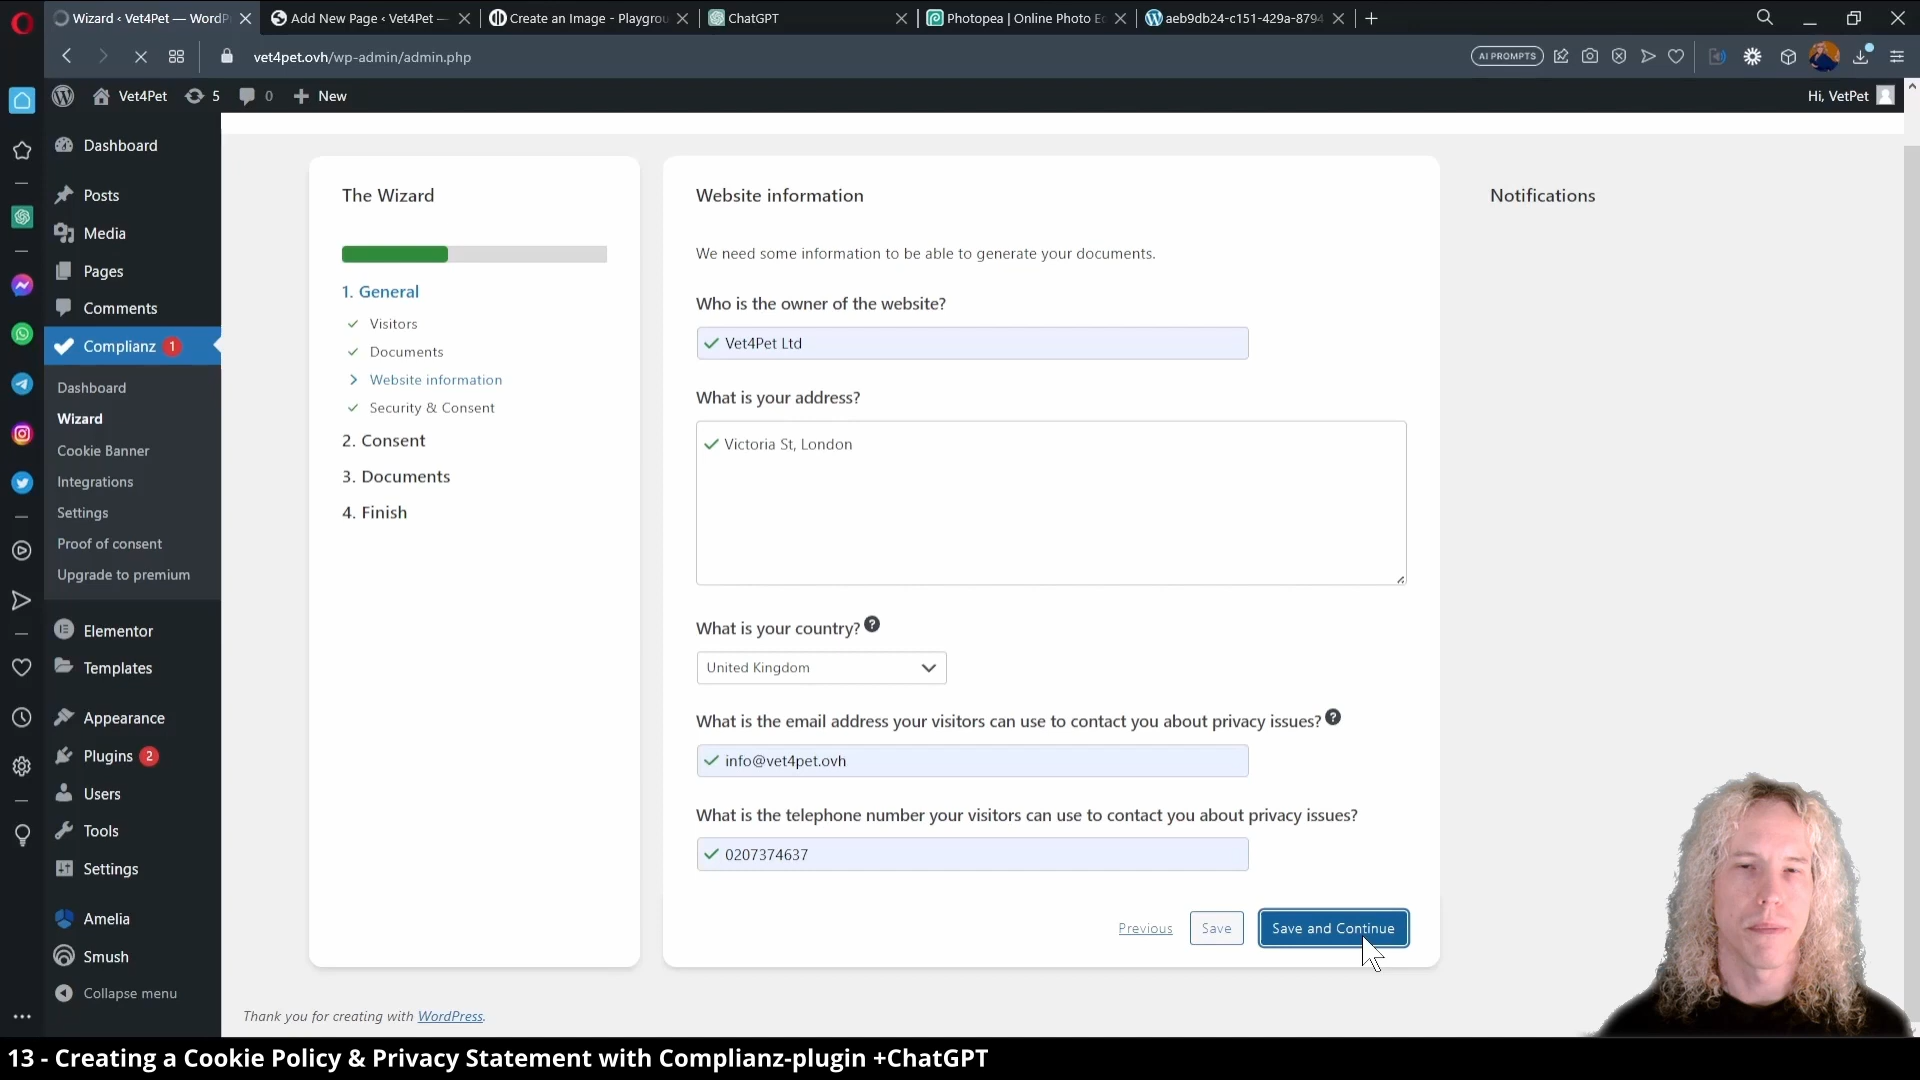 Wizard ‹ Vet4Pet — WordP
Add New Page ‹ Vet4Pet —
Create an Image - Playgrou
ChatGPT
Photopea | Online Photo Ed
aeb9db24-c151-429a-8794
vet4pet.ovh/wp-admin/admin.php
AI PROMPTS
Vet4Pet
5
0
New
Hi, VetPet
Dashboard
Posts
Media
Pages
Comments
Complianz 1
Dashboard
Wizard
Cookie Banner
Integrations
Settings
Proof of consent
Upgrade to premium
Elementor
Templates
Appearance
Plugins 2
Users
Tools
Settings
Amelia
Smush
Collapse menu
The Wizard
1. General
Visitors
Documents
Website information
Security & Consent
2. Consent
3. Documents
4. Finish
Website information
We need some information to be able to generate your documents.
Who is the owner of the website?
Vet4Pet Ltd
What is your address?
Victoria St, London
What is your country?
United Kingdom
What is the email address your visitors can use to contact you about privacy issues?
info@vet4pet.ovh
What is the telephone number your visitors can use to contact you about privacy issues?
0207374637
Previous
Save
Save and Continue
Notifications
Thank you for creating with WordPress.
13 - Creating a Cookie Policy & Privacy Statement with Complianz-plugin +ChatGPT